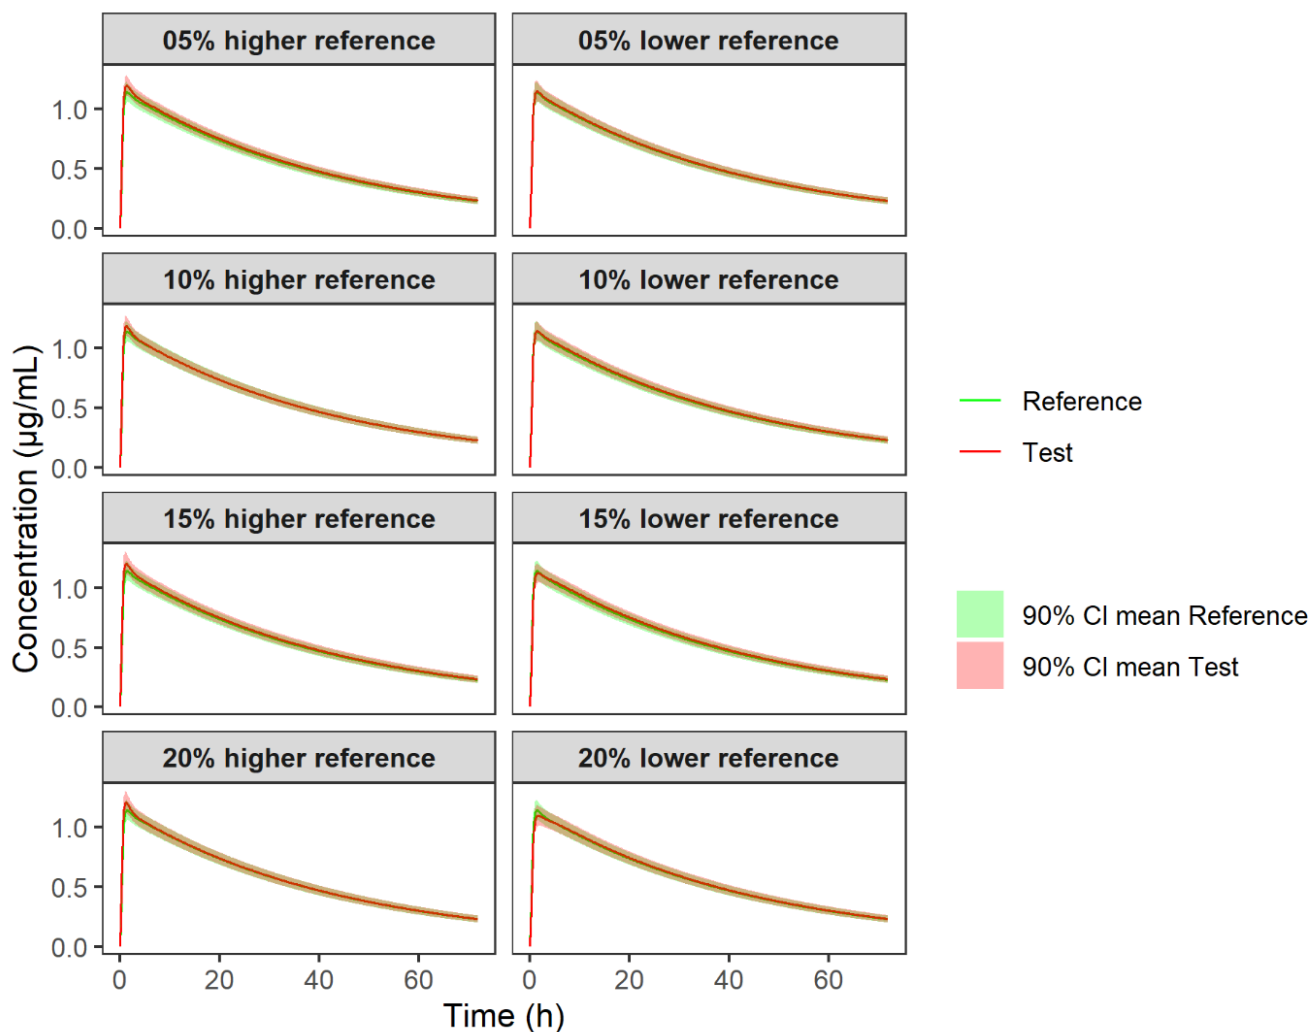 05% higher reference
05% lower reference
1.0
0.5
0.0
10% higher reference
10% lower reference
1.0
0.5
0.0
15% higher reference
15% lower reference
1.0
0.5
0.0
20% higher reference
20% lower reference
1.0
0.5
0.0
0 20 40 60
0 20 40 60
Time (h)
Concentration (µg/mL)
Reference
Test
90% CI mean Reference
90% CI mean Test